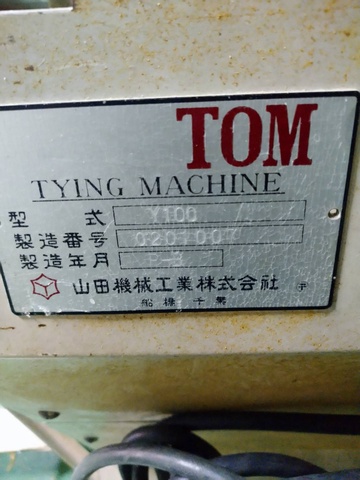 TOM
TYING MACHINE
型 式 X100
製造番号
製造年月
山田機械工業株式会社
船橋 千葉